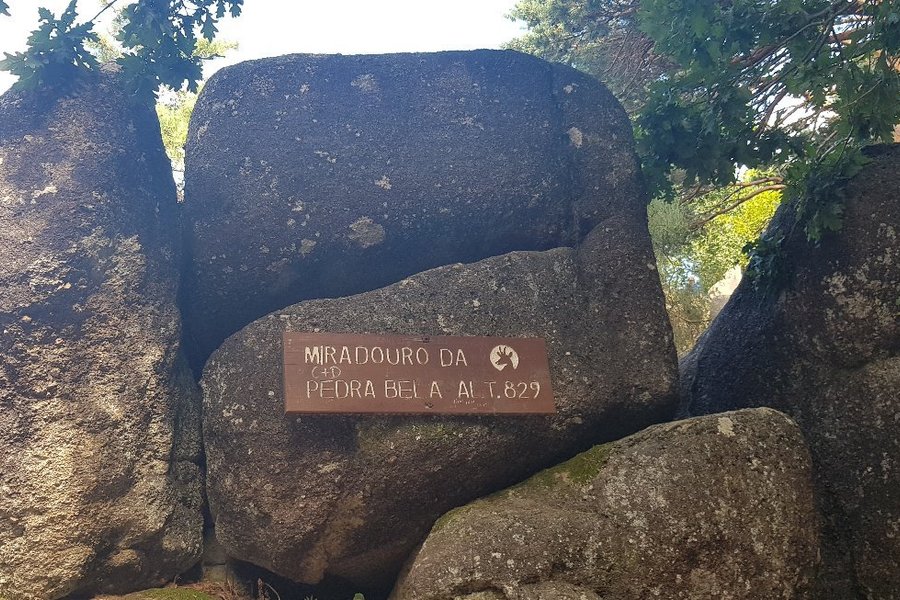 MIRADOURO DA
C+D
PEDRA BELA ALT.829